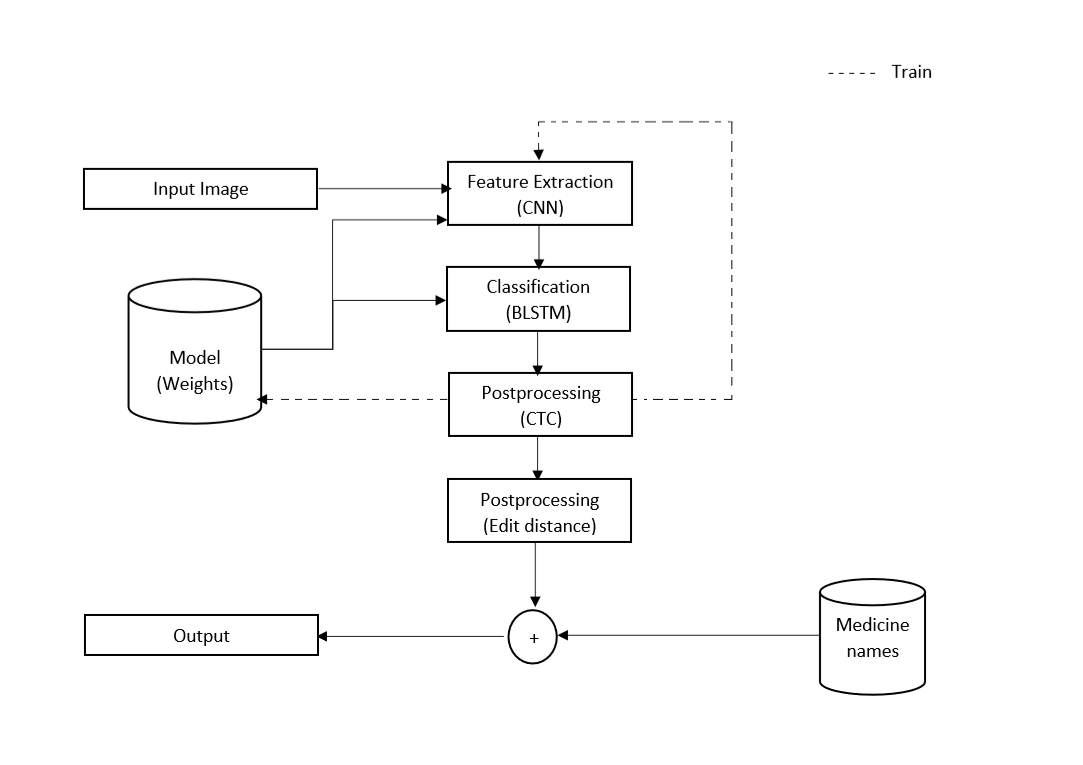 Train
Input Image
Feature Extraction
(CNN)
Classification
(BLSTM)
Model
(Weights)
Postprocessing
(CTC)
Postprocessing
(Edit distance)
Output
+
Medicine
names